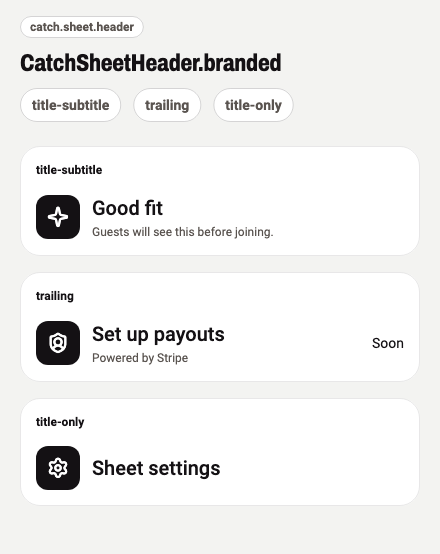 catch.sheet.header
CatchSheetHeader.branded
title-subtitle trailing title-only
title-subtitle
Good fit
Guests will see this before joining.
trailing
Set up payouts
Soon
Powered by Stripe
title-only
Sheet settings